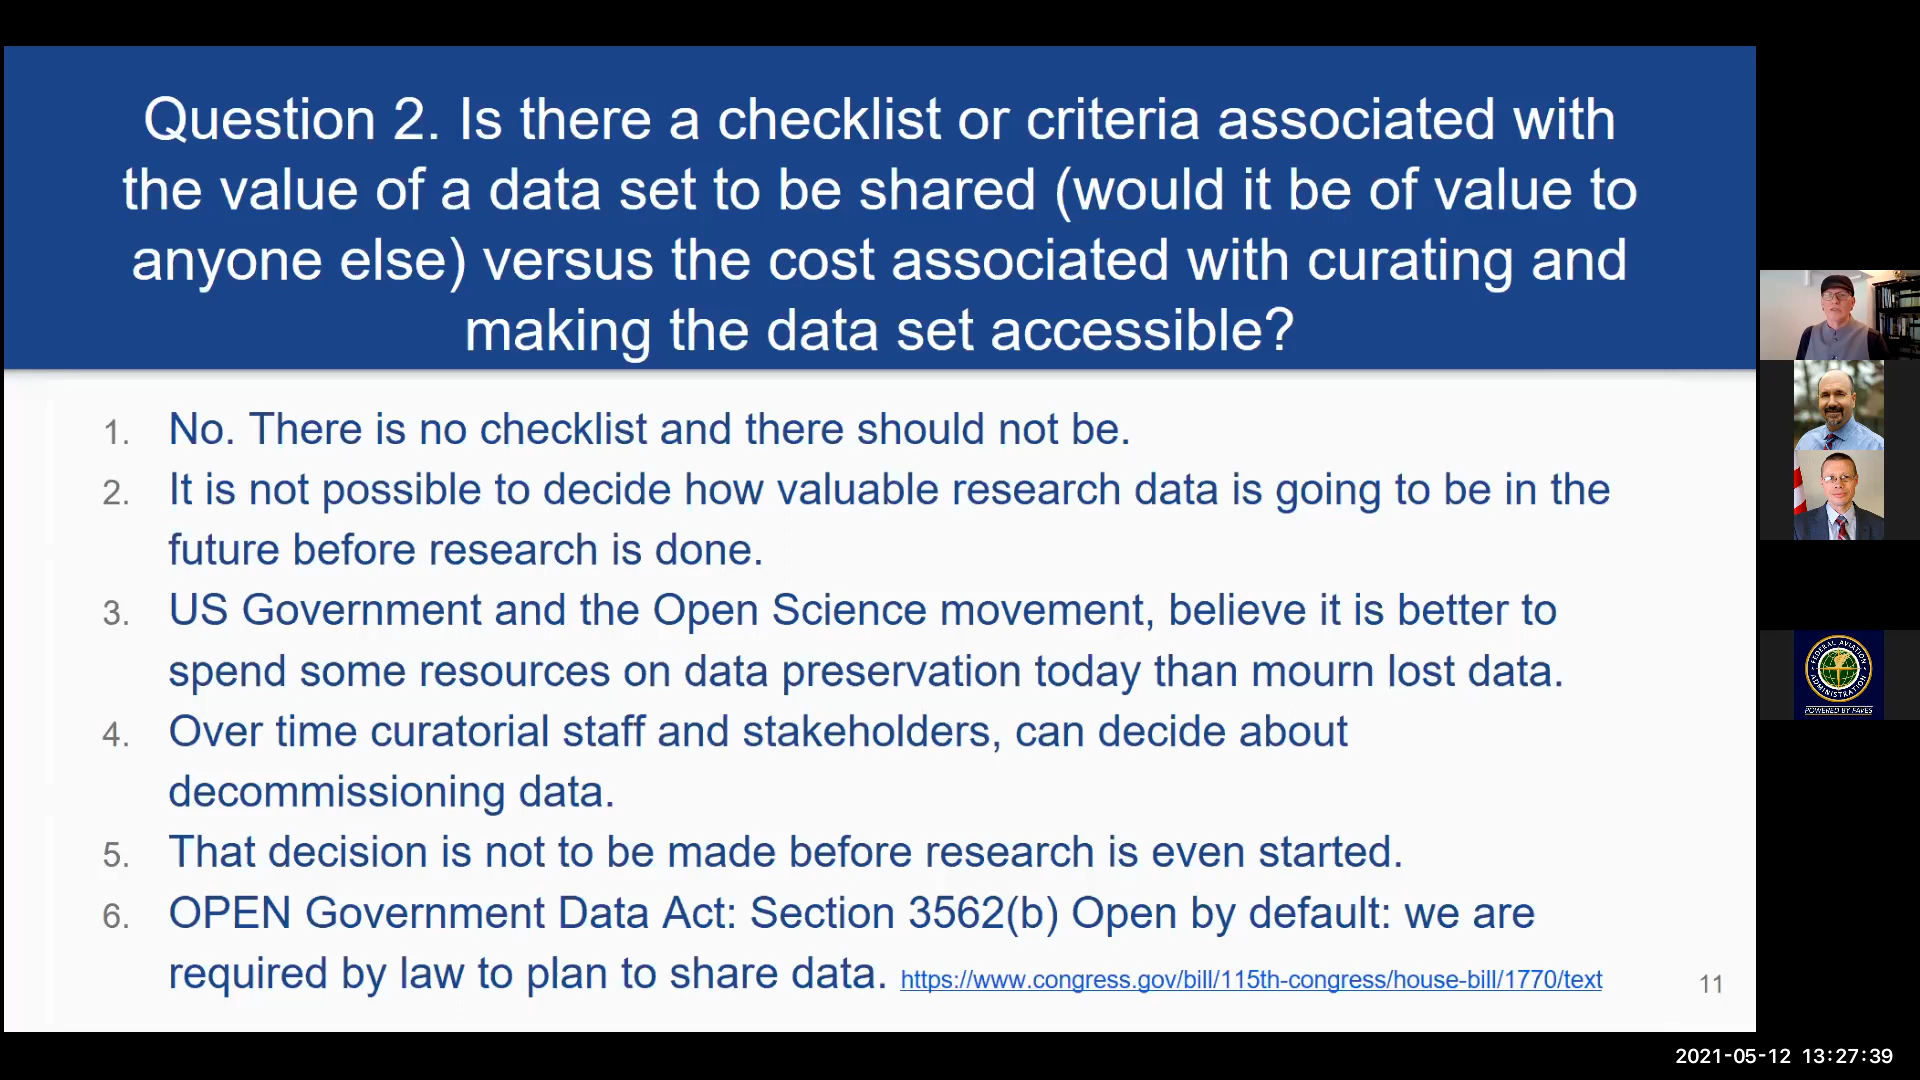 Question 2. Is there a checklist or criteria associated with
the value of a data set to be shared (would it be of value to
anyone else) versus the cost associated with curating and
making the data set accessible?
1. No. There is no checklist and there should not be.
2. It is not possible to decide how valuable research data is going to be in the
future before research is done.
3. US Government and the Open Science movement, believe it is better to
spend some resources on data preservation today than mourn lost data.
4. Over time curatorial staff and stakeholders, can decide about
decommissioning data.
5. That decision is not to be made before research is even started.
6. OPEN Government Data Act: Section 3562(b) Open by default: we are
required by law to plan to share data. https://www.congress.gov/bill/115th-congress/house-bill/1770/text
11
FEDERAL AVIATION
ADMINISTRATION
POWERED BY PAPES
2021-05-12 13:27:39